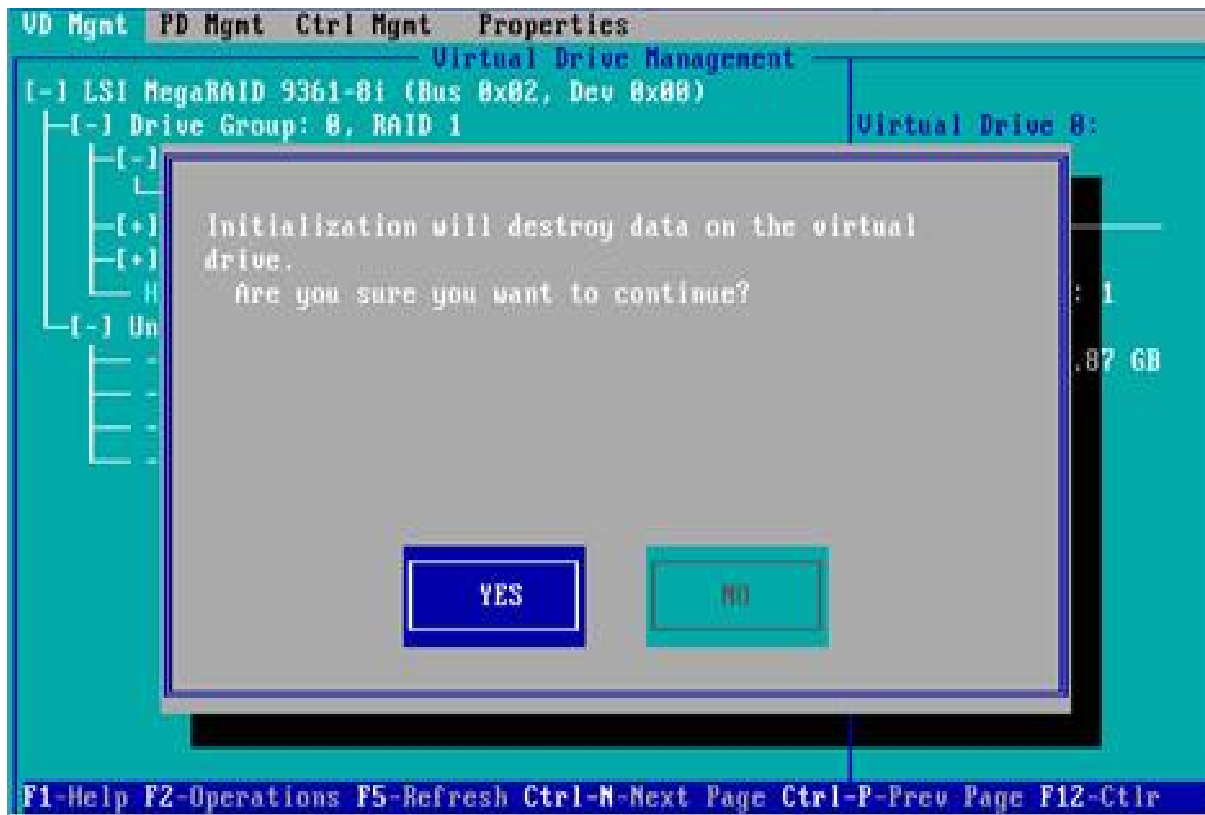 VD Mgmt PD Mgmt Ctrl Mgmt Properties
Virtual Drive Management
[-] LSI MegaRAID 9361-8i (Bus 0x02, Dev 0x00)
[-] Drive Group: 0, RAID 1
Virtual Drive 0:
[-]
[+]
[+]
H
: 1
[-] Un
.87 GB
Initialization will destroy data on the virtual
drive.
Are you sure you want to continue?
YES NO
F1-Help F2-Operations F5-Refresh Ctrl-N-Next Page Ctrl-P-Prev Page F12-Ctlr